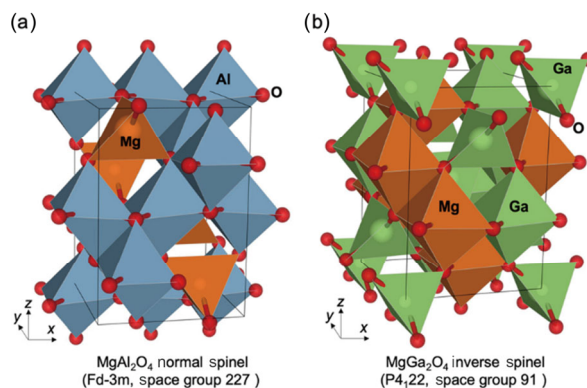 (a)
(b)
Al
O
Mg
Ga
O
Mg
Ga
z
y
x
z
y
x
MgAl₂O₄ normal spinel
(Fd-3m, space group 227 )
MgGa₂O₄ inverse spinel
(P4₁22, space group 91)